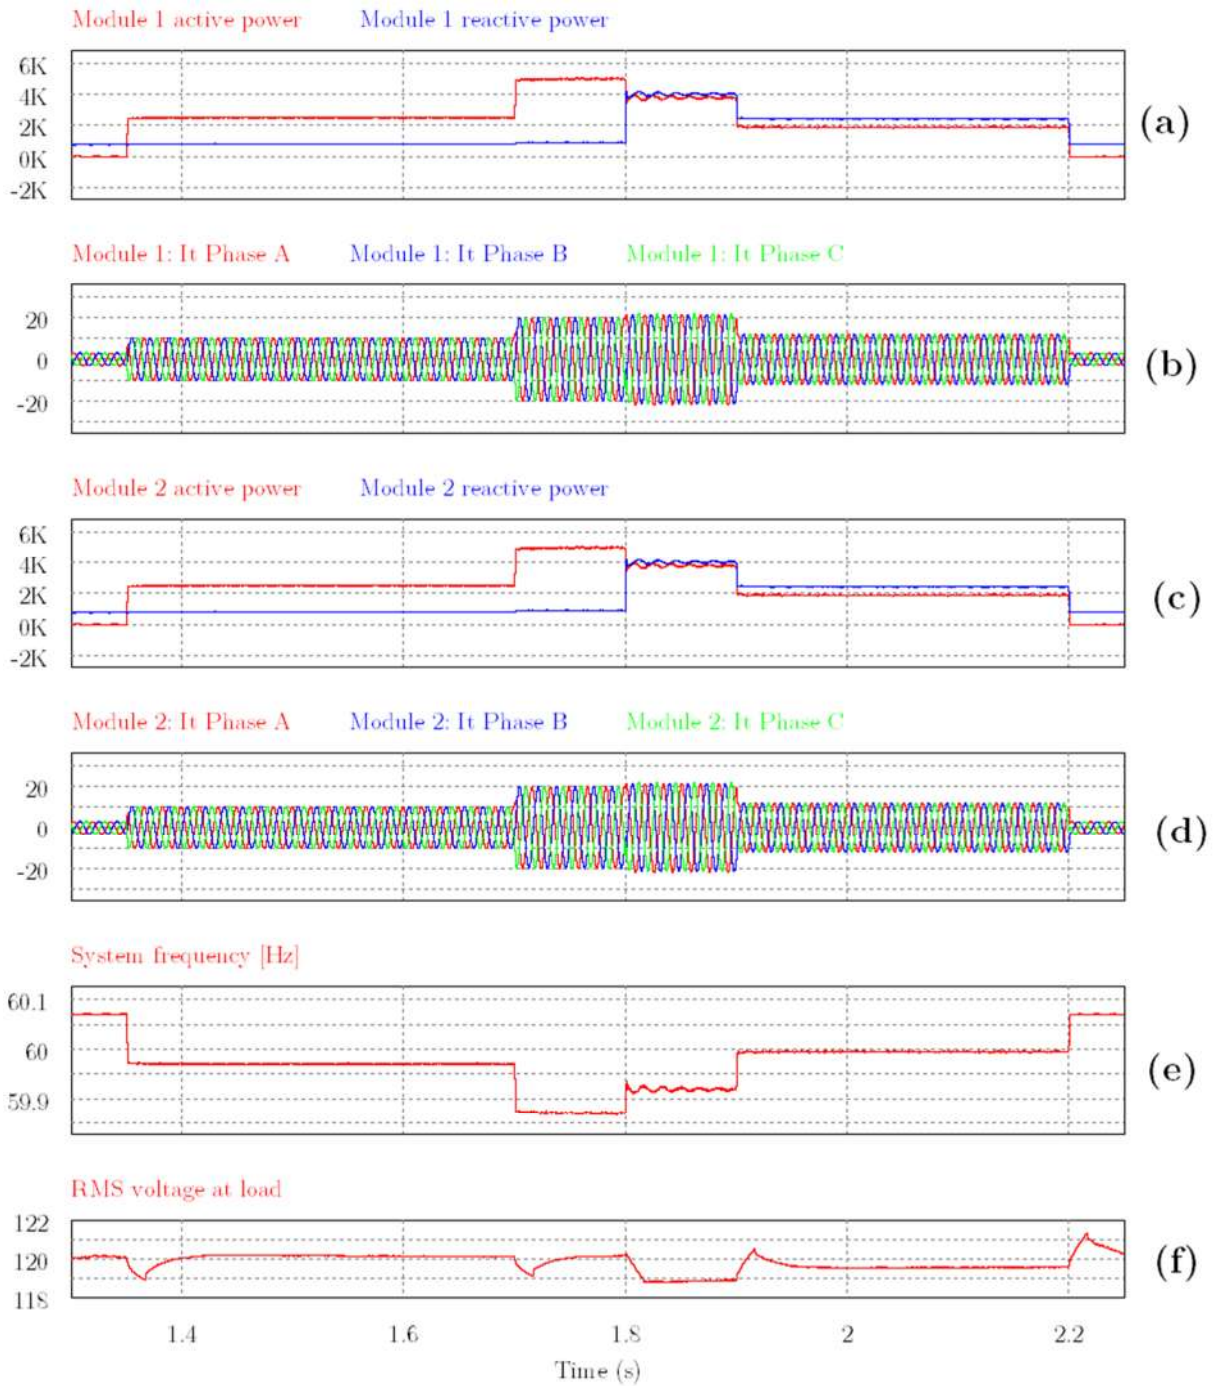 Module 1 active power Module 1 reactive power
6K
4K
2K
0K
-2K
(a)
Module 1: It Phase A Module 1: It Phase B Module 1: It Phase C
20
0
-20
(b)
Module 2 active power Module 2 reactive power
6K
4K
2K
0K
-2K
(c)
Module 2: It Phase A Module 2: It Phase B Module 2: It Phase C
20
0
-20
(d)
System frequency [Hz]
60.1
60
59.9
(e)
RMS voltage at load
122
120
118
(f)
1.4 1.6 1.8 2 2.2
Time (s)